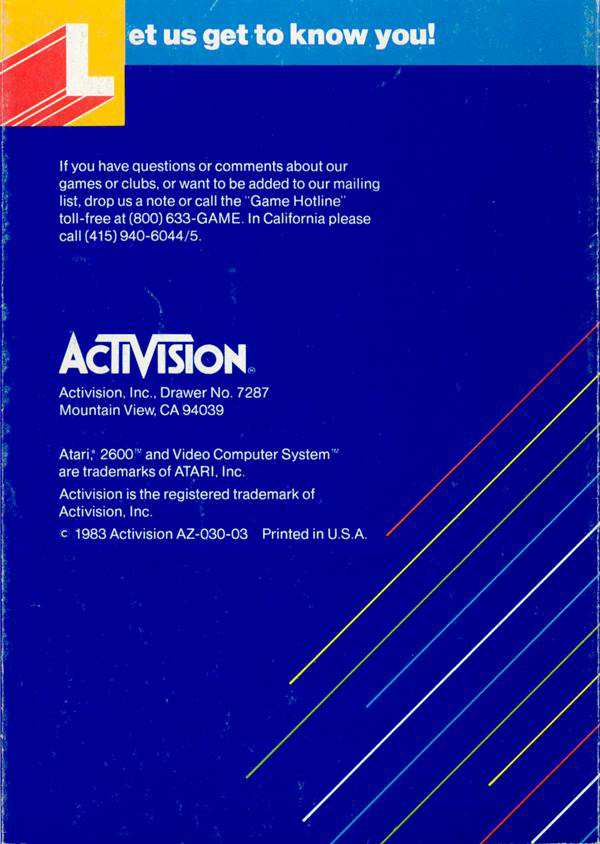 Let us get to know you!
If you have questions or comments about our
games or clubs, or want to be added to our mailing
list, drop us a note or call the "Game Hotline"
toll-free at (800) 633-GAME. In California please
call (415) 940-6044/5.
ACTIVISION®
Activision, Inc., Drawer No. 7287
Mountain View, CA 94039
Atari,® 2600™ and Video Computer System™
are trademarks of ATARI, Inc.
Activision is the registered trademark of
Activision, Inc.
© 1983 Activision AZ-030-03 Printed in U.S.A.